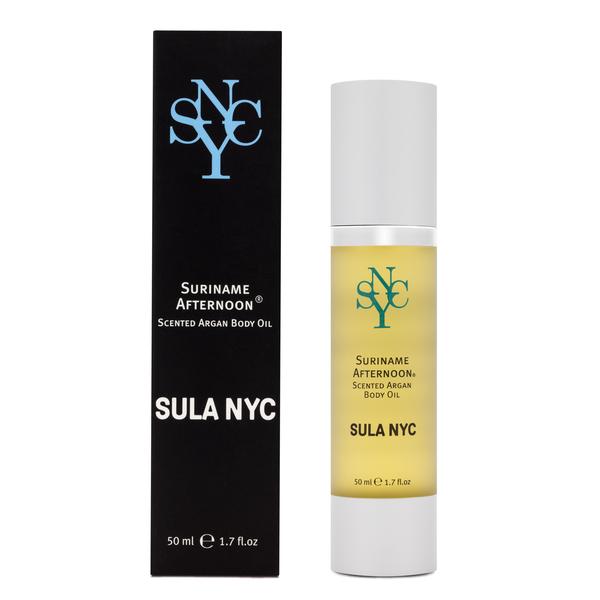 SNYC
SURINAME
AFTERNOON®
SCENTED ARGAN BODY OIL
SULA NYC
50 ml ℮ 1.7 fl.oz
SNYC
SURINAME
AFTERNOON®
SCENTED ARGAN
BODY OIL
SULA NYC
50 ml ℮ 1.7 fl.oz